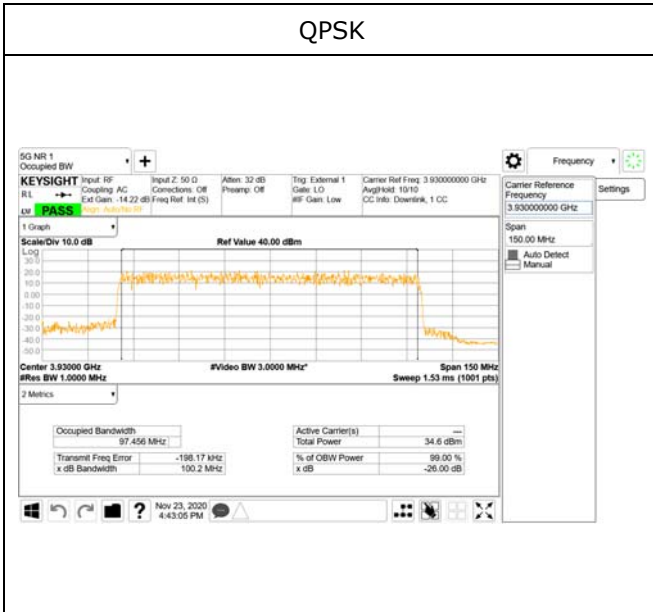 QPSK
5G NR 1
Occupied BW
Frequency
KEYSIGHT Input: RF Input Z: 50 Ω Atten: 32 dB Trig: External 1 Carrier Ref Freq: 3.930000000 GHz
RL Coupling: AC Corrections: Off Preamp: Off Gate: LO Avg|Hold: 10/10
Ext Gain: -14.22 dB Freq Ref: Int (S) #IF Gain: Low CC Info: Downlink, 1 CC
LW PASS Align: Auto/No RF
Carrier Reference
Frequency
3.930000000 GHz
Settings
Span
150.00 MHz
Auto Detect
Manual
1 Graph
Scale/Div 10.0 dB Ref Value 40.00 dBm
Log
30.0
20.0
10.0
0.00
-10.0
-20.0
-30.0
-40.0
-50.0
Center 3.93000 GHz #Video BW 3.0000 MHz* Span 150 MHz
#Res BW 1.0000 MHz Sweep 1.53 ms (1001 pts)
2 Metrics
Occupied Bandwidth
97.456 MHz
Active Carrier(s) ---
Total Power 34.6 dBm
Transmit Freq Error -198.17 kHz % of OBW Power 99.00 %
x dB Bandwidth 100.2 MHz x dB -26.00 dB
? Nov 23, 2020
4:43:05 PM